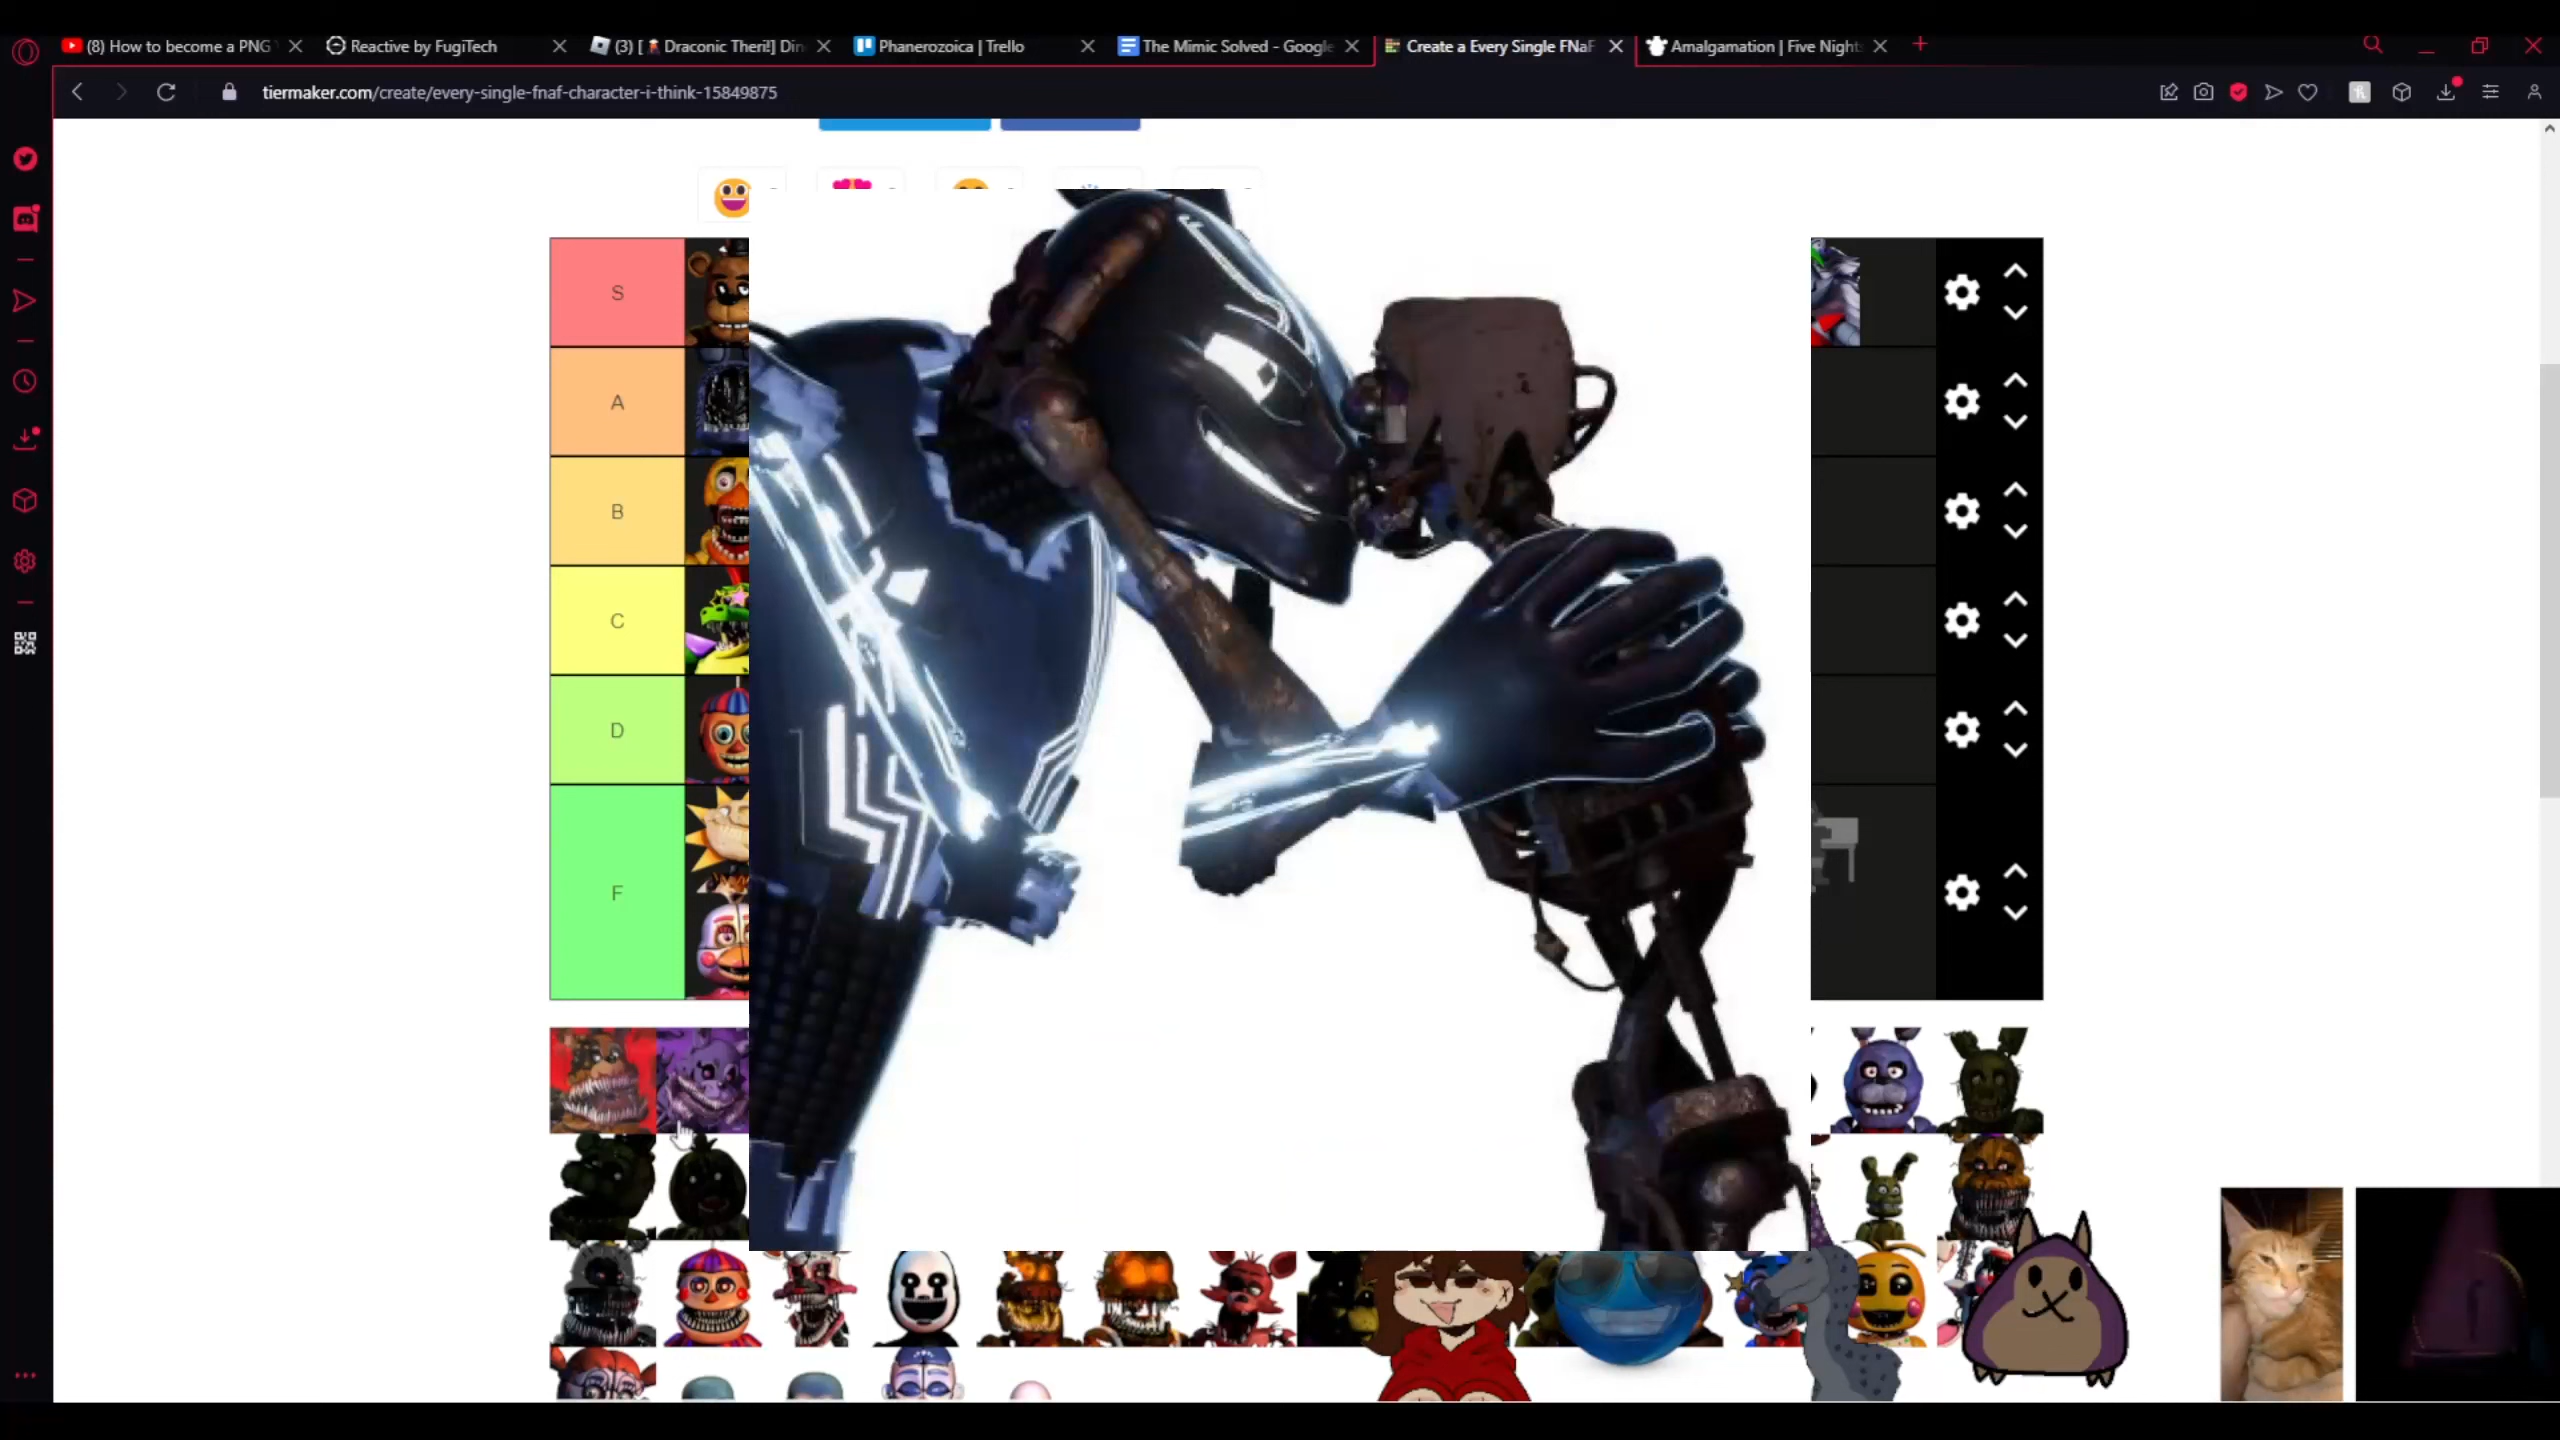 (8) How to become a PNG
Reactive by FugiTech
(3) [ Draconic Theri!] Din
Phanerozoica | Trello
The Mimic Solved - Google
Create a Every Single FNaF
Amalgamation | Five Night
tiermaker.com/create/every-single-fnaf-character-i-think-15849875
S
A
B
C
D
F